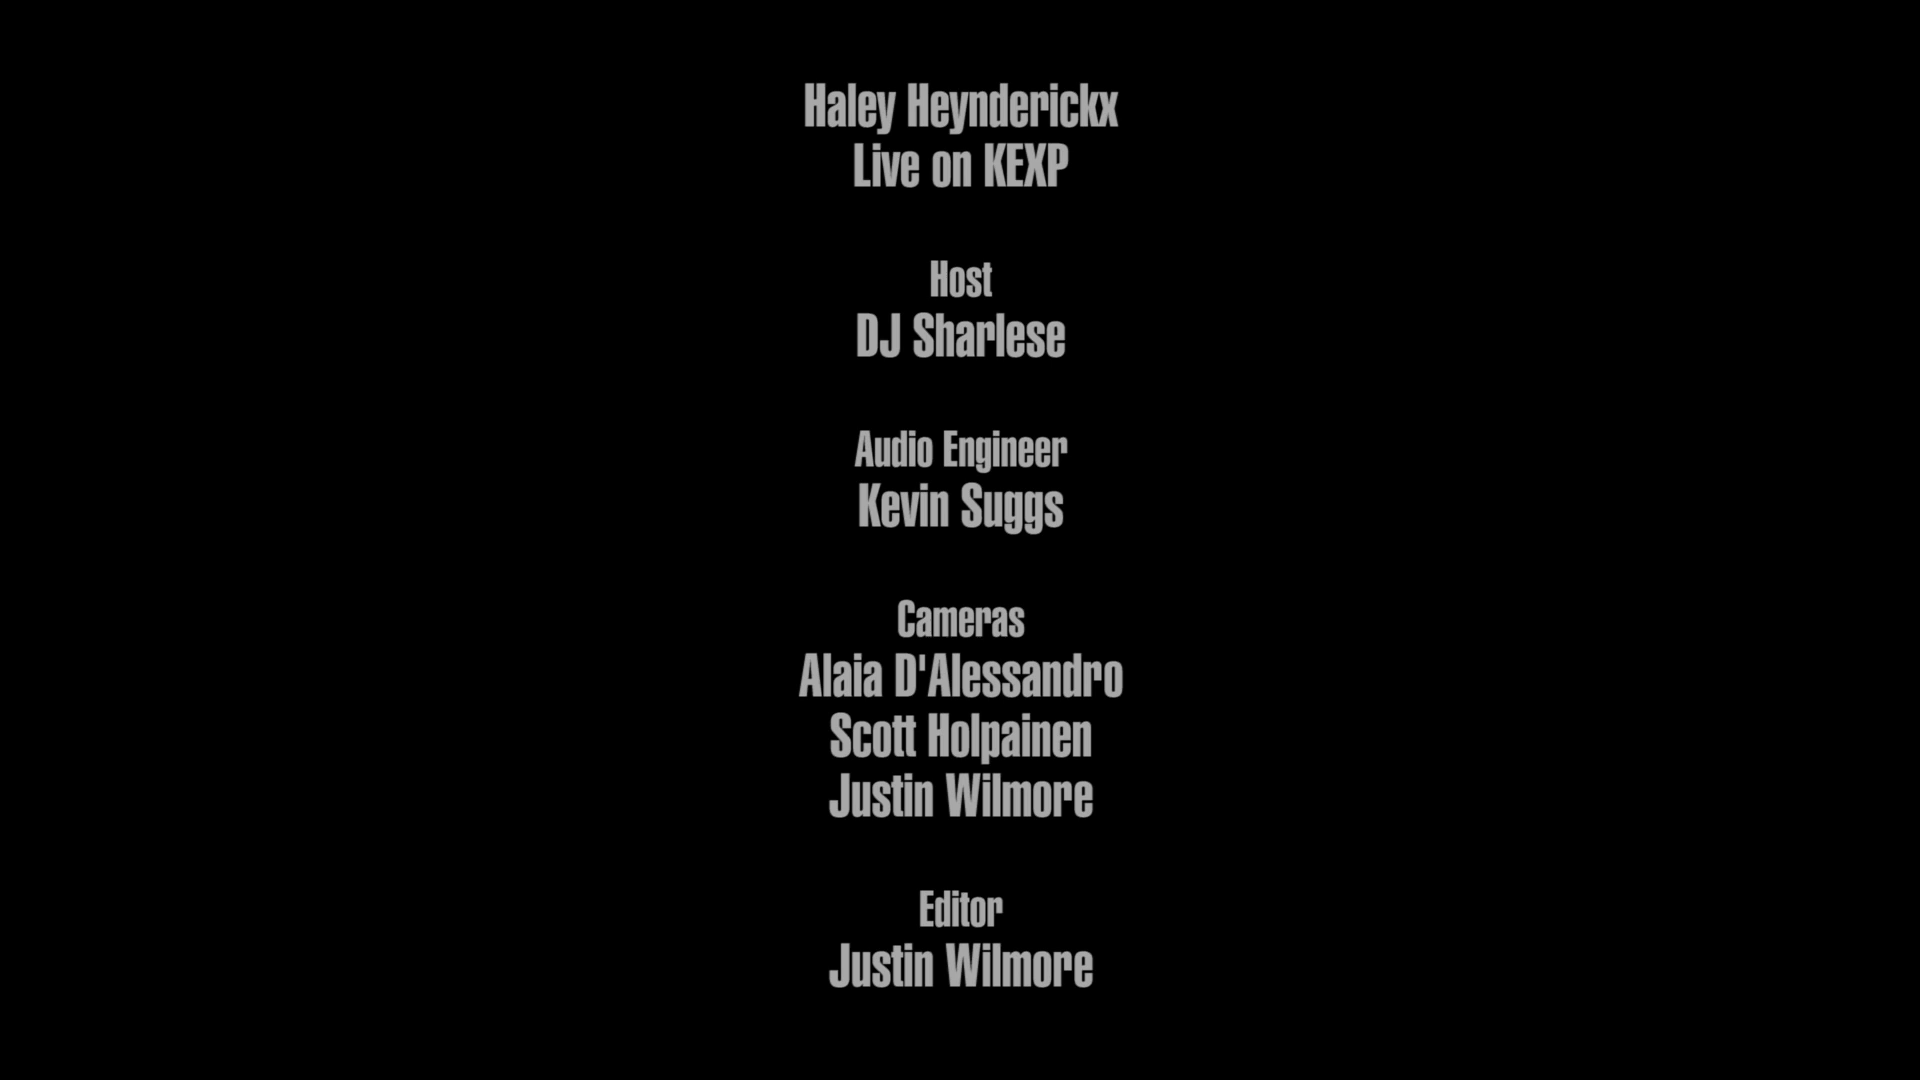 Haley Heynderickx
Live on KEXP
Host
DJ Sharlese
Audio Engineer
Kevin Suggs
Cameras
Alaia D'Alessandro
Scott Holpainen
Justin Wilmore
Editor
Justin Wilmore